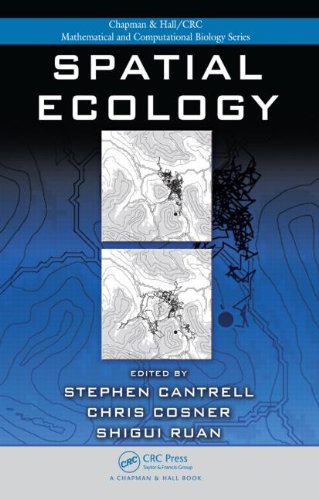 Chapman & Hall/CRC
Mathematical and Computational Biology Series
SPATIAL
ECOLOGY
EDITED BY
STEPHEN CANTRELL
CHRIS COSNER
SHIGUI RUAN
CRC
CRC Press
Taylor & Francis Group
A CHAPMAN & HALL BOOK